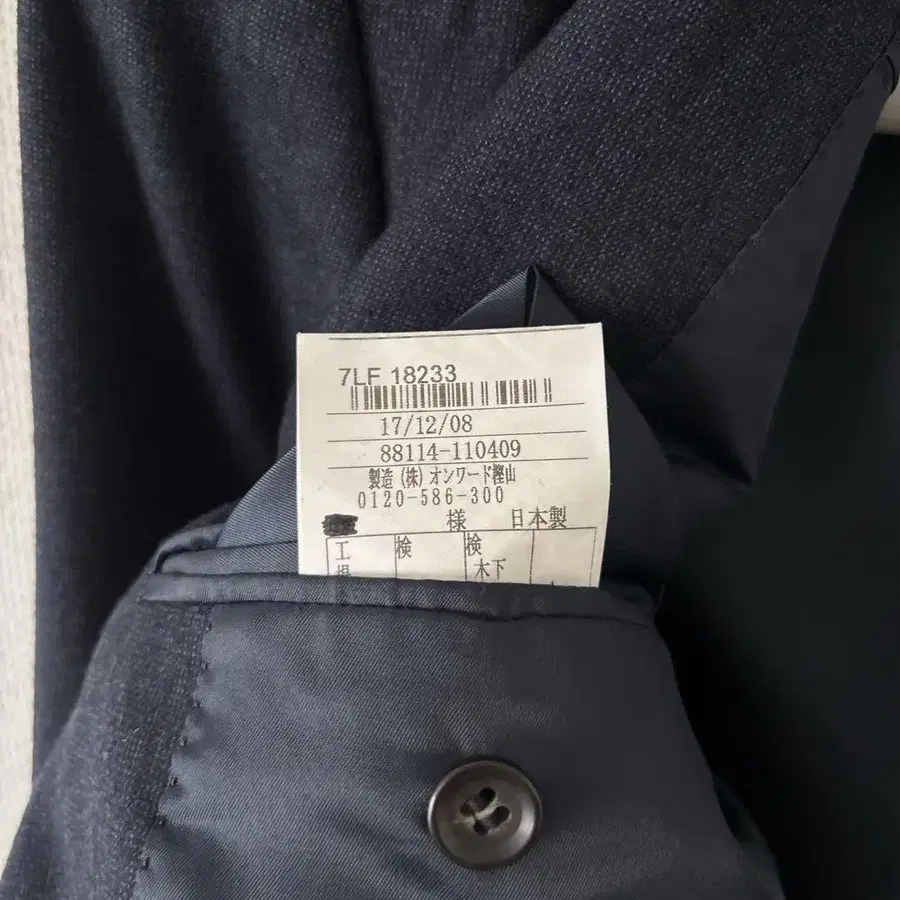 7LF 18233
17/12/08
88114-110409
製造(株)オンワード樫山
0120-586-300
様 日本製
工 検 検
木下